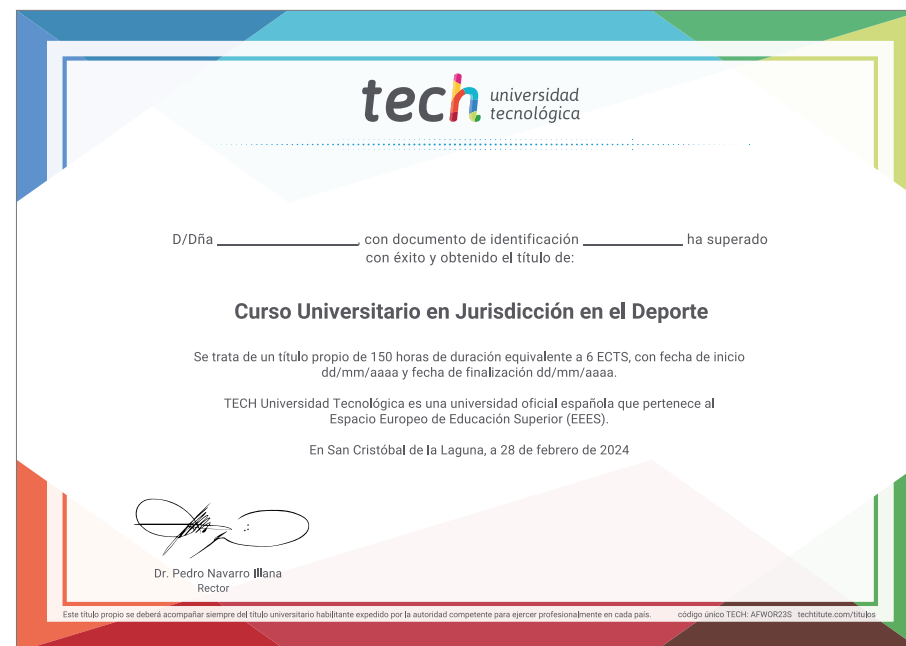 tech universidad
tecnológica
D/Dña ____________________, con documento de identificación ______________ ha superado
con éxito y obtenido el título de:
Curso Universitario en Jurisdicción en el Deporte
Se trata de un título propio de 150 horas de duración equivalente a 6 ECTS, con fecha de inicio
dd/mm/aaaa y fecha de finalización dd/mm/aaaa.
TECH Universidad Tecnológica es una universidad oficial española que pertenece al
Espacio Europeo de Educación Superior (EEES).
En San Cristóbal de la Laguna, a 28 de febrero de 2024
Dr. Pedro Navarro Illana
Rector
Este título propio se deberá acompañar siempre del título universitario habilitante expedido por la autoridad competente para ejercer profesionalmente en cada país. código único TECH: AFWOR23S techtitute.com/titulos